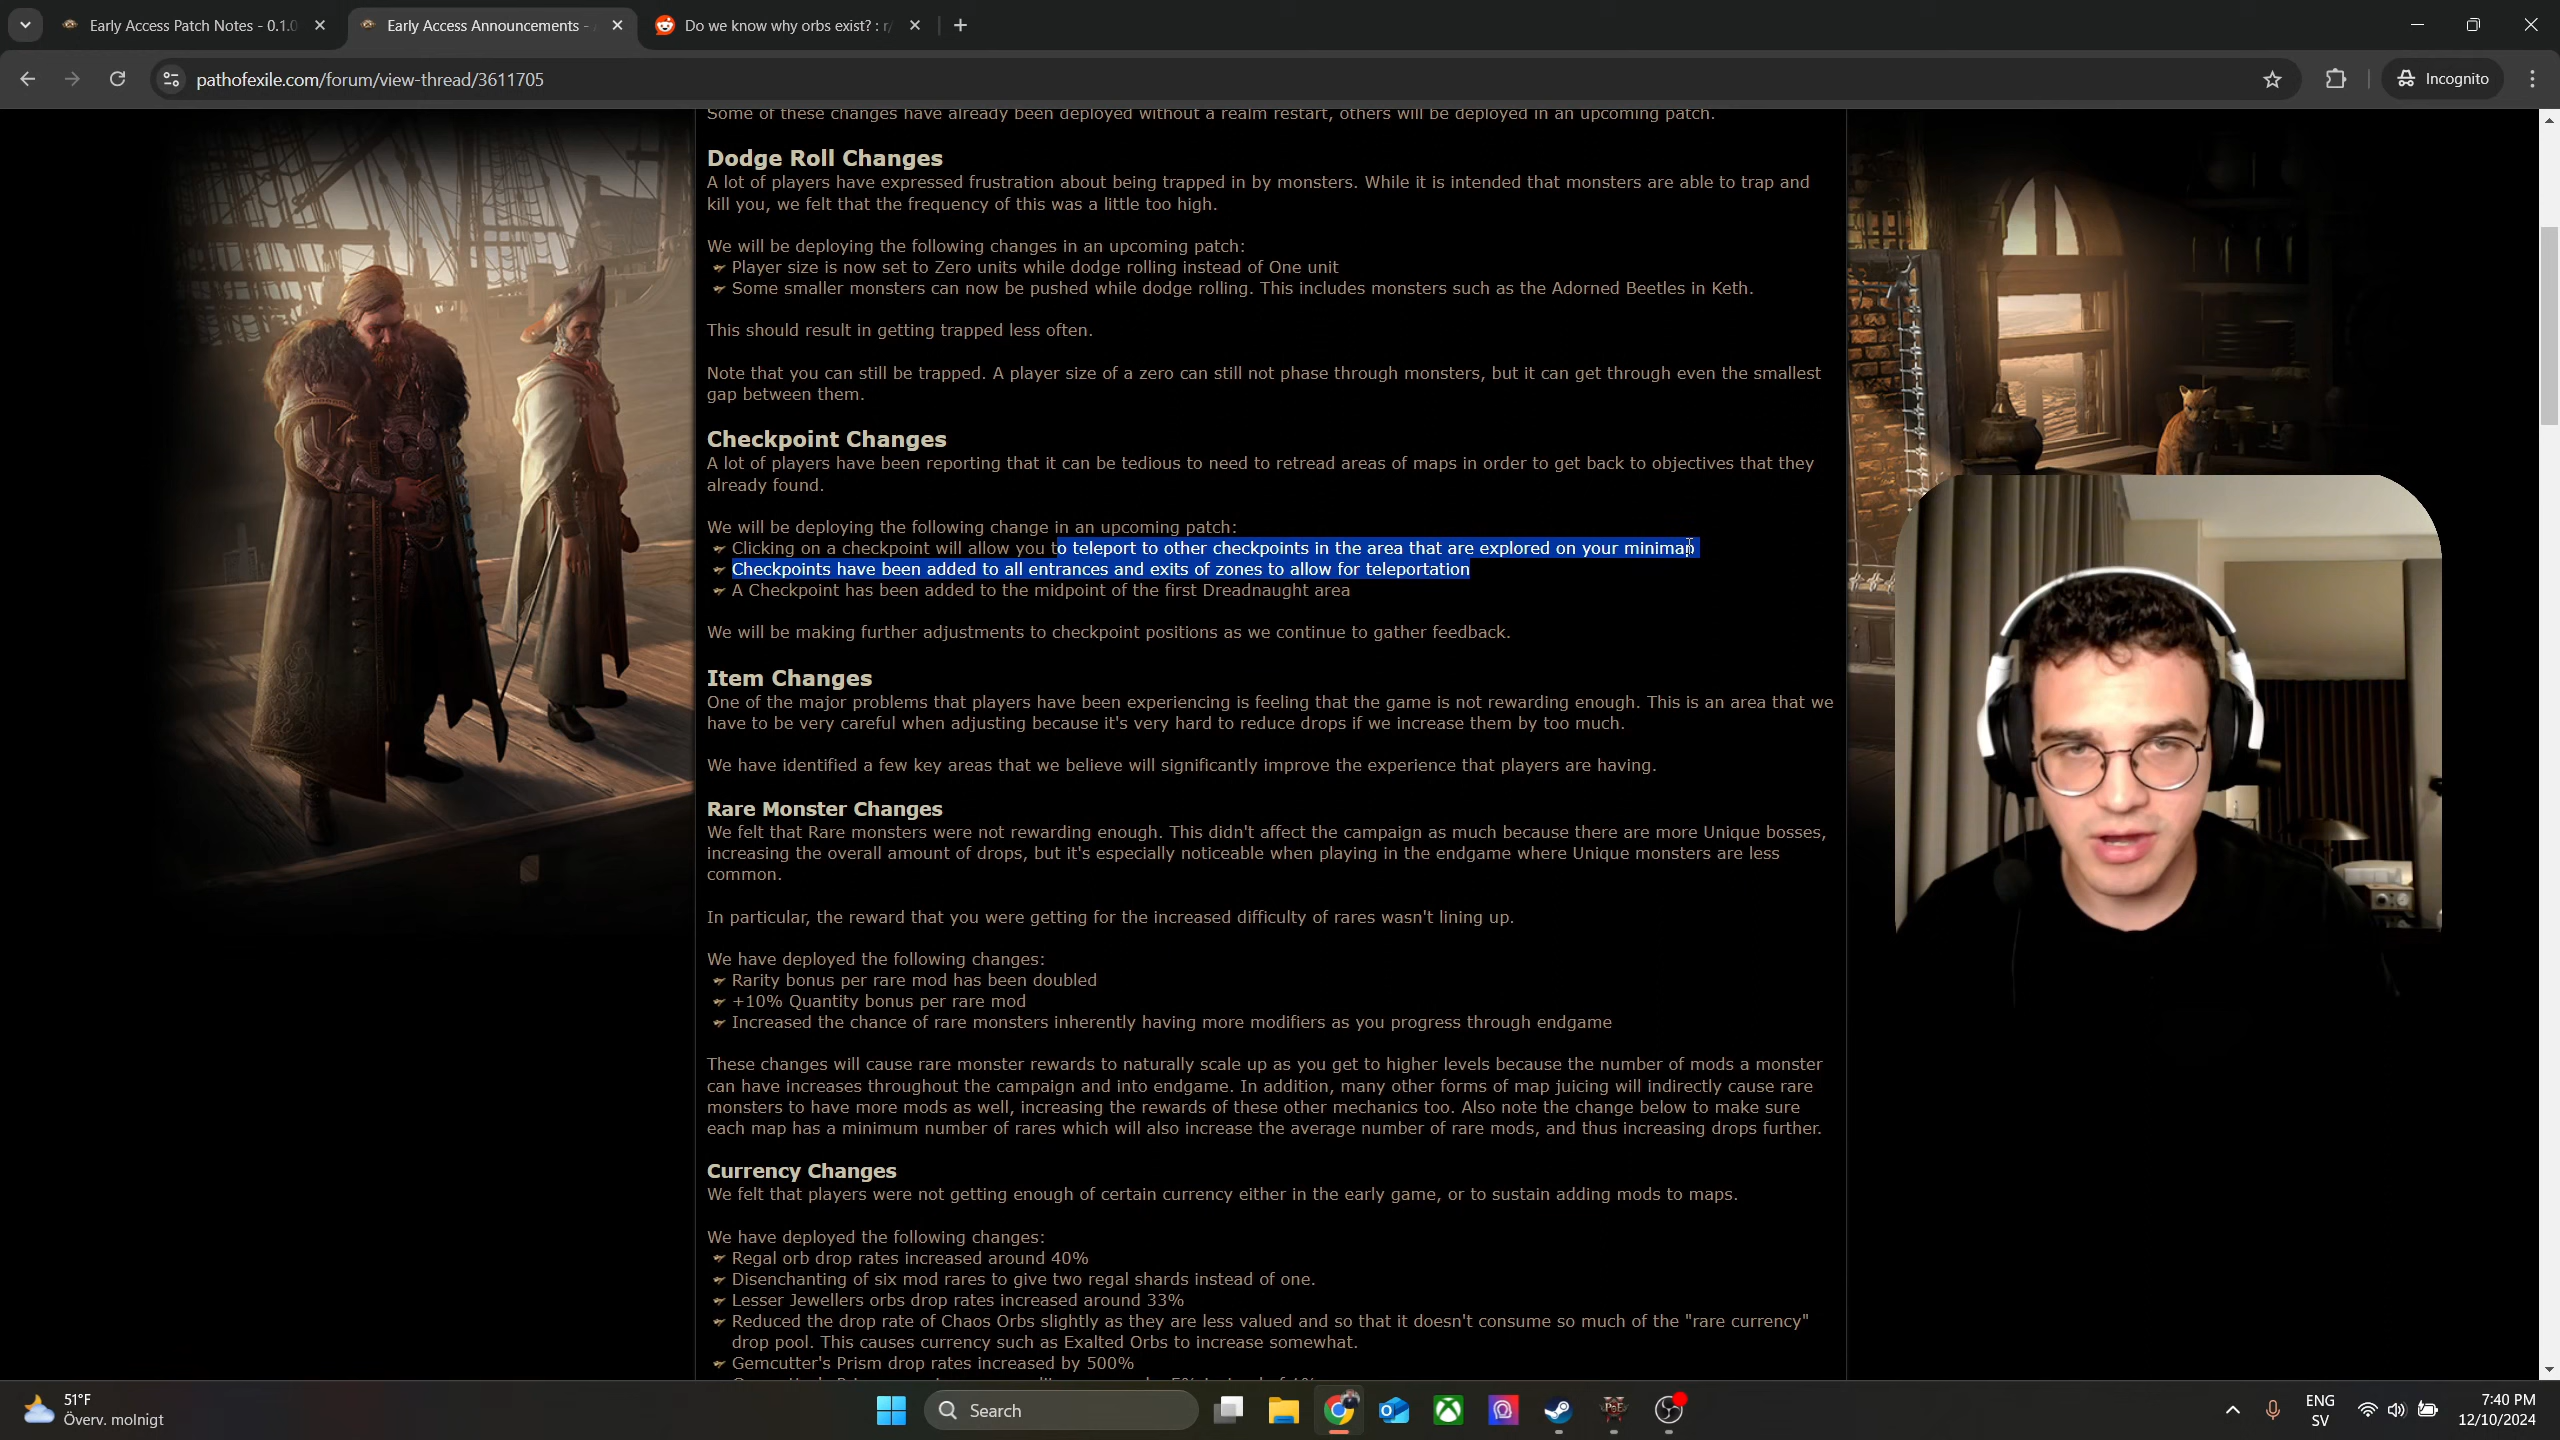 Early Access Patch Notes - 0.1.0
Early Access Announcements -
Do we know why orbs exist? : r/
pathofexile.com/forum/view-thread/3611705
Incognito
Some of these changes have already been deployed without a realm restart, others will be deployed in an upcoming patch.
Dodge Roll Changes
A lot of players have expressed frustration about being trapped in by monsters. While it is intended that monsters are able to trap and
kill you, we felt that the frequency of this was a little too high.
We will be deploying the following changes in an upcoming patch:
Player size is now set to Zero units while dodge rolling instead of One unit
Some smaller monsters can now be pushed while dodge rolling. This includes monsters such as the Adorned Beetles in Keth.
This should result in getting trapped less often.
Note that you can still be trapped. A player size of a zero can still not phase through monsters, but it can get through even the smallest
gap between them.
Checkpoint Changes
A lot of players have been reporting that it can be tedious to need to retread areas of maps in order to get back to objectives that they
already found.
We will be deploying the following change in an upcoming patch:
Clicking on a checkpoint will allow you to teleport to other checkpoints in the area that are explored on your minimap
Checkpoints have been added to all entrances and exits of zones to allow for teleportation
A Checkpoint has been added to the midpoint of the first Dreadnaught area
We will be making further adjustments to checkpoint positions as we continue to gather feedback.
Item Changes
One of the major problems that players have been experiencing is feeling that the game is not rewarding enough. This is an area that we
have to be very careful when adjusting because it's very hard to reduce drops if we increase them by too much.
We have identified a few key areas that we believe will significantly improve the experience that players are having.
Rare Monster Changes
We felt that Rare monsters were not rewarding enough. This didn't affect the campaign as much because there are more Unique bosses,
increasing the overall amount of drops, but it's especially noticeable when playing in the endgame where Unique monsters are less
common.
In particular, the reward that you were getting for the increased difficulty of rares wasn't lining up.
We have deployed the following changes:
Rarity bonus per rare mod has been doubled
+10% Quantity bonus per rare mod
Increased the chance of rare monsters inherently having more modifiers as you progress through endgame
These changes will cause rare monster rewards to naturally scale up as you get to higher levels because the number of mods a monster
can have increases throughout the campaign and into endgame. In addition, many other forms of map juicing will indirectly cause rare
monsters to have more mods as well, increasing the rewards of these other mechanics too. Also note the change below to make sure
each map has a minimum number of rares which will also increase the average number of rare mods, and thus increasing drops further.
Currency Changes
We felt that players were not getting enough of certain currency either in the early game, or to sustain adding mods to maps.
We have deployed the following changes:
Regal orb drop rates increased around 40%
Disenchanting of six mod rares to give two regal shards instead of one.
Lesser Jewellers orbs drop rates increased around 33%
Reduced the drop rate of Chaos Orbs slightly as they are less valued and so that it doesn't consume so much of the "rare currency"
drop pool. This causes currency such as Exalted Orbs to increase somewhat.
Gemcutter's Prism drop rates increased by 500%
51°F
Överv. molnigt
Search
ENG
SV
7:40 PM
12/10/2024